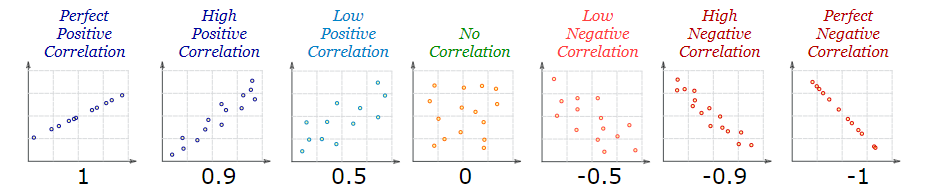 Perfect
Positive
Correlation
High
Positive
Correlation
Low
Positive
Correlation
No
Correlation
Low
Negative
Correlation
High
Negative
Correlation
Perfect
Negative
Correlation
1
0.9
0.5
0
-0.5
-0.9
-1